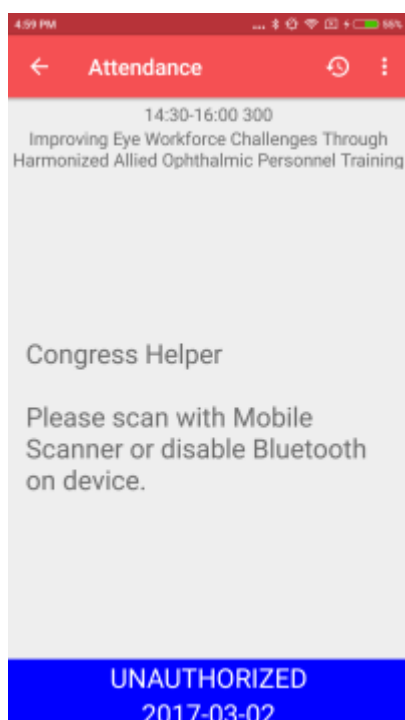 4:59 PM ... 55%
Attendance
14:30-16:00 300
Improving Eye Workforce Challenges Through
Harmonized Allied Ophthalmic Personnel Training
Congress Helper
Please scan with Mobile
Scanner or disable Bluetooth
on device.
UNAUTHORIZED
2017-03-02